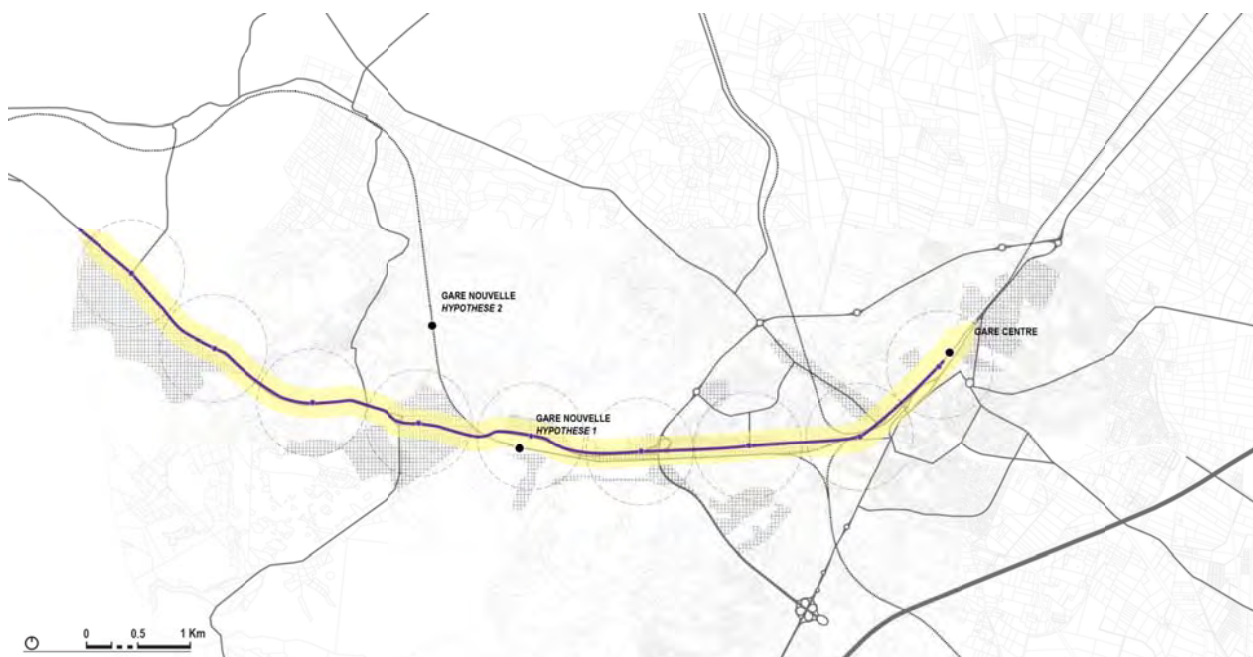 GARE NOUVELLE
HYPOTHESE 2
GARE CENTRE
GARE NOUVELLE
HYPOTHESE 1
0 0.5 1 Km